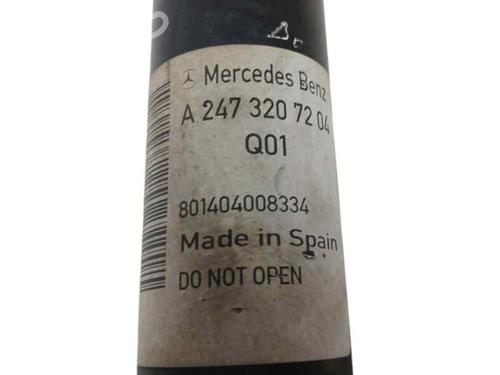 Mercedes Benz
A 247 320 72 04
Q01
801404008334
Made in Spain
DO NOT OPEN